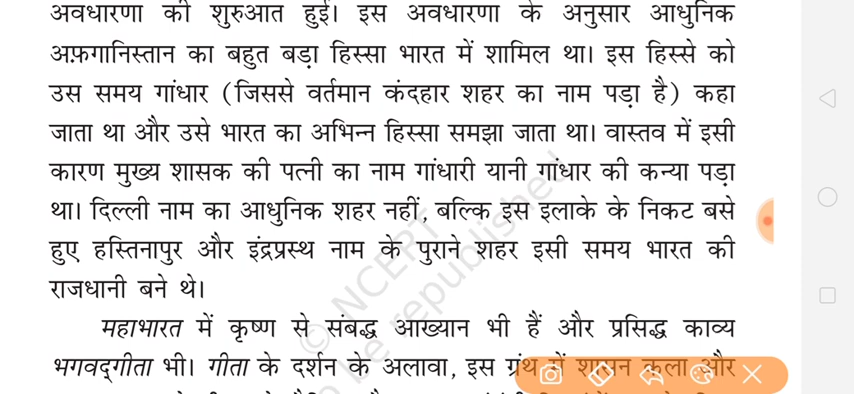 अवधारणा की शुरुआत हुई। इस अवधारणा के अनुसार आधुनिक
अफ़गानिस्तान का बहुत बड़ा हिस्सा भारत में शामिल था। इस हिस्से को
उस समय गांधार (जिससे वर्तमान कंदहार शहर का नाम पड़ा है) कहा
जाता था और उसे भारत का अभिन्न हिस्सा समझा जाता था। वास्तव में इसी
कारण मुख्य शासक की पत्नी का नाम गांधारी यानी गांधार की कन्या पड़ा
था। दिल्ली नाम का आधुनिक शहर नहीं, बल्कि इस इलाके के निकट बसे
हुए हस्तिनापुर और इंद्रप्रस्थ नाम के पुराने शहर इसी समय भारत की
राजधानी बने थे।
महाभारत में कृष्ण से संबद्ध आख्यान भी हैं और प्रसिद्ध काव्य
भगवद्गीता भी। गीता के दर्शन के अलावा, इस ग्रंथ में शासन कला और
© NCERT
be republished